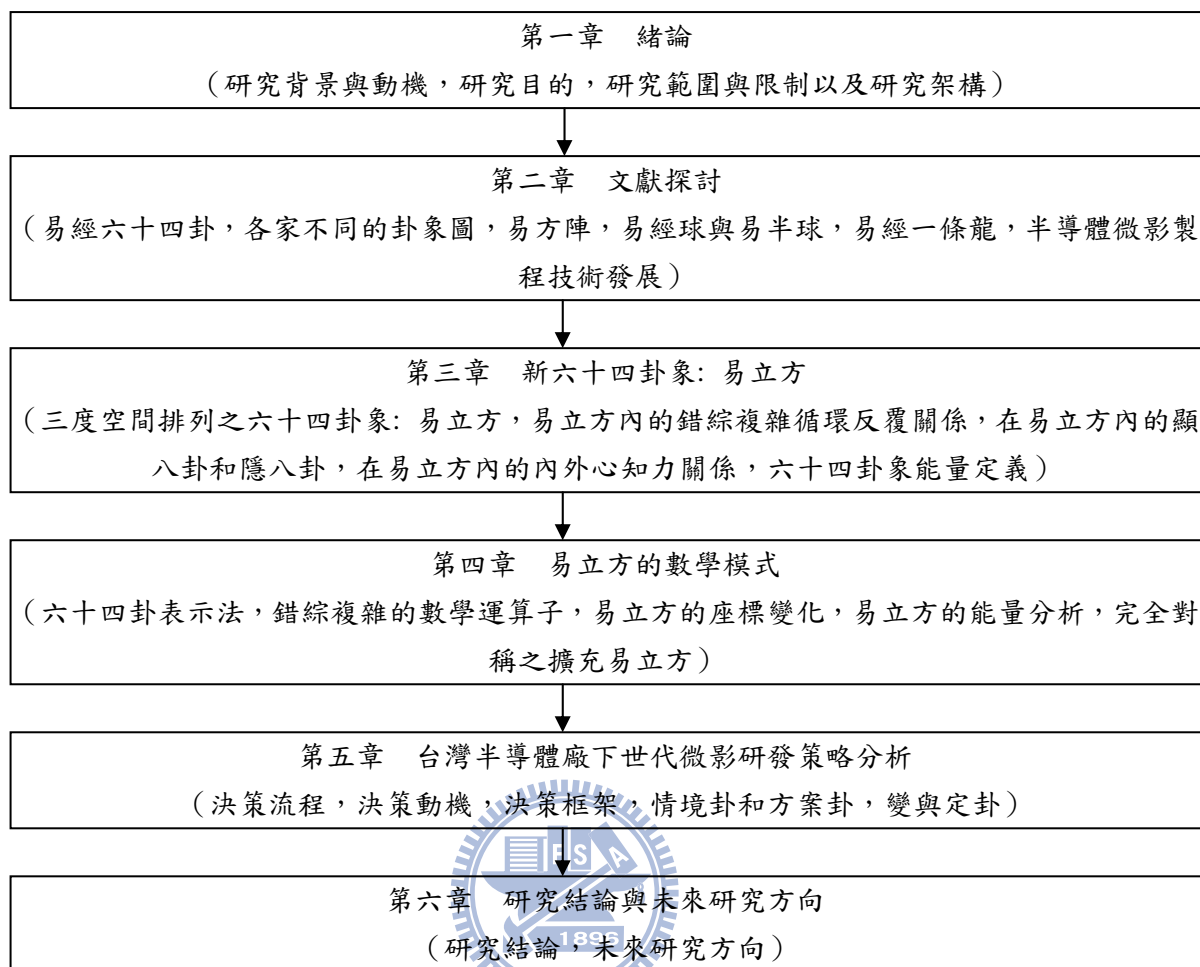 第一章　緒論
（研究背景與動機，研究目的，研究範圍與限制以及研究架構）
第二章　文獻探討
（易經六十四卦，各家不同的卦象圖，易方陣，易經球與易半球，易經一條龍，半導體微影製
程技術發展）
第三章　新六十四卦象: 易立方
（三度空間排列之六十四卦象: 易立方，易立方內的錯綜複雜循環反覆關係，在易立方內的顯
八卦和隱八卦，在易立方內的內外心知力關係，六十四卦象能量定義）
第四章　易立方的數學模式
（六十四卦表示法，錯綜複雜的數學運算子，易立方的座標變化，易立方的能量分析，完全對
稱之擴充易立方）
第五章　台灣半導體廠下世代微影研發策略分析
（決策流程，決策動機，決策框架，情境卦和方案卦，變與定卦）
ES
第六章　研究結論與未來研究方向
1896
（研究結論，未來研究方向）